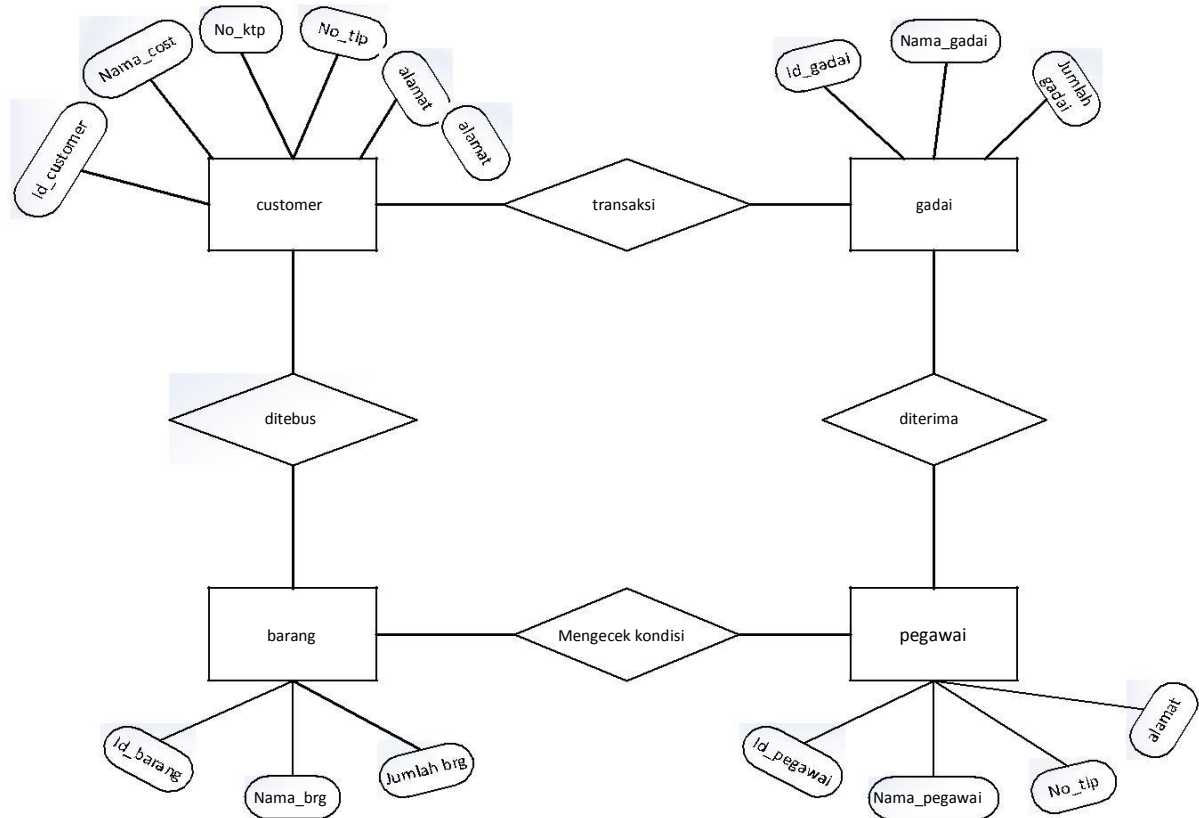 Id_customer
Nama_cost
No_ktp
No_tlp
alamat
alamat
Id_gadai
Nama_gadai
Jumlah
gadai
customer
transaksi
gadai
ditebus
diterima
barang
Mengecek kondisi
pegawai
Id_barang
Nama_brg
Jumlah brg
Id_pegawai
Nama_pegawai
No_tlp
alamat